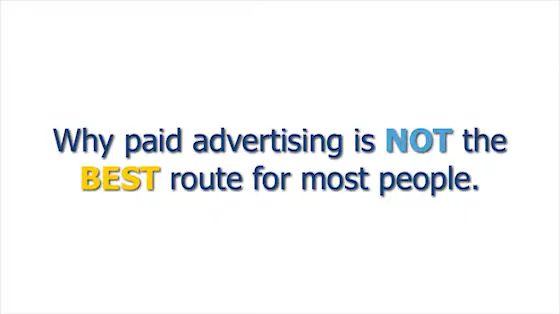 Why paid advertising is NOT the
BEST route for most people.